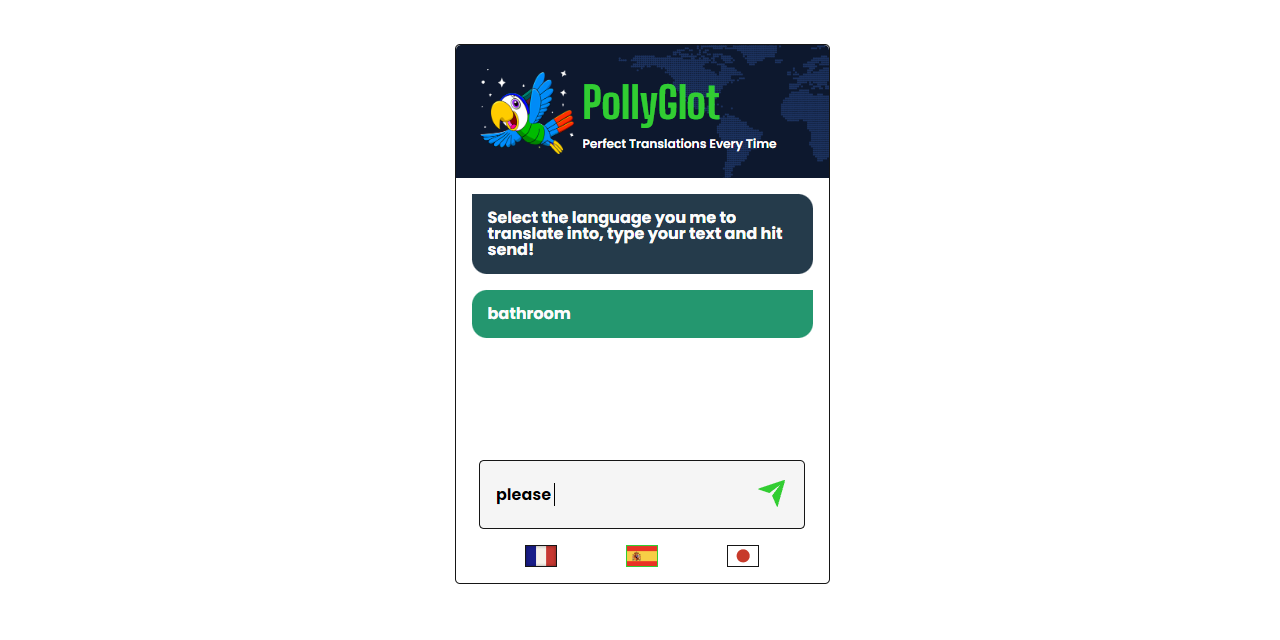 PollyGlot
Perfect Translations Every Time
Select the language you me to
translate into, type your text and hit
send!
bathroom
please